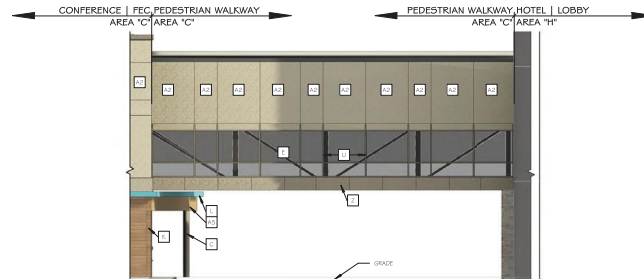 CONFERENCE | FEC PEDESTRIAN WALKWAY
AREA "C" AREA "C"
PEDESTRIAN WALKWAY HOTEL | LOBBY
AREA "C" AREA "H"
A2
A2 A2 A2 A2 A2 A2 A2 A2 A2 A2
E U
Z
L
A5
K G
GRADE